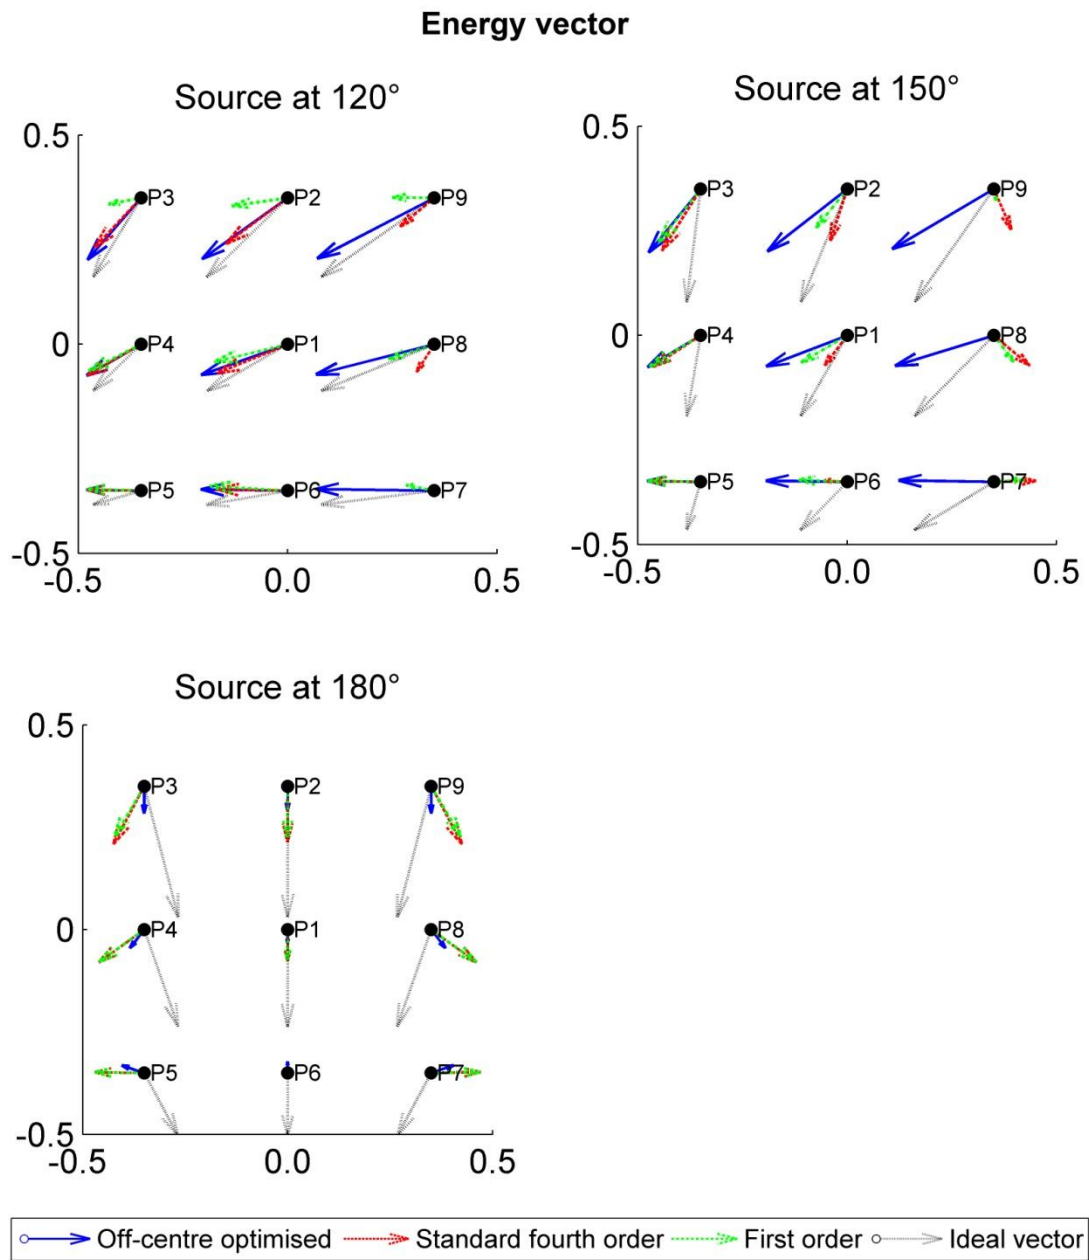 Energy vector
Source at 120°
0.5
P3 P2 P9
0
P4 P1 P8
P5 P6 P7
-0.5
-0.5 0.0 0.5
Source at 150°
0.5
P3 P2 P9
0
P4 P1 P8
P5 P6 P7
-0.5
-0.5 0.0 0.5
Source at 180°
0.5
P3 P2 P9
0
P4 P1 P8
P5 P6 P7
-0.5
-0.5 0.0 0.5
Off-centre optimised Standard fourth order First order Ideal vector